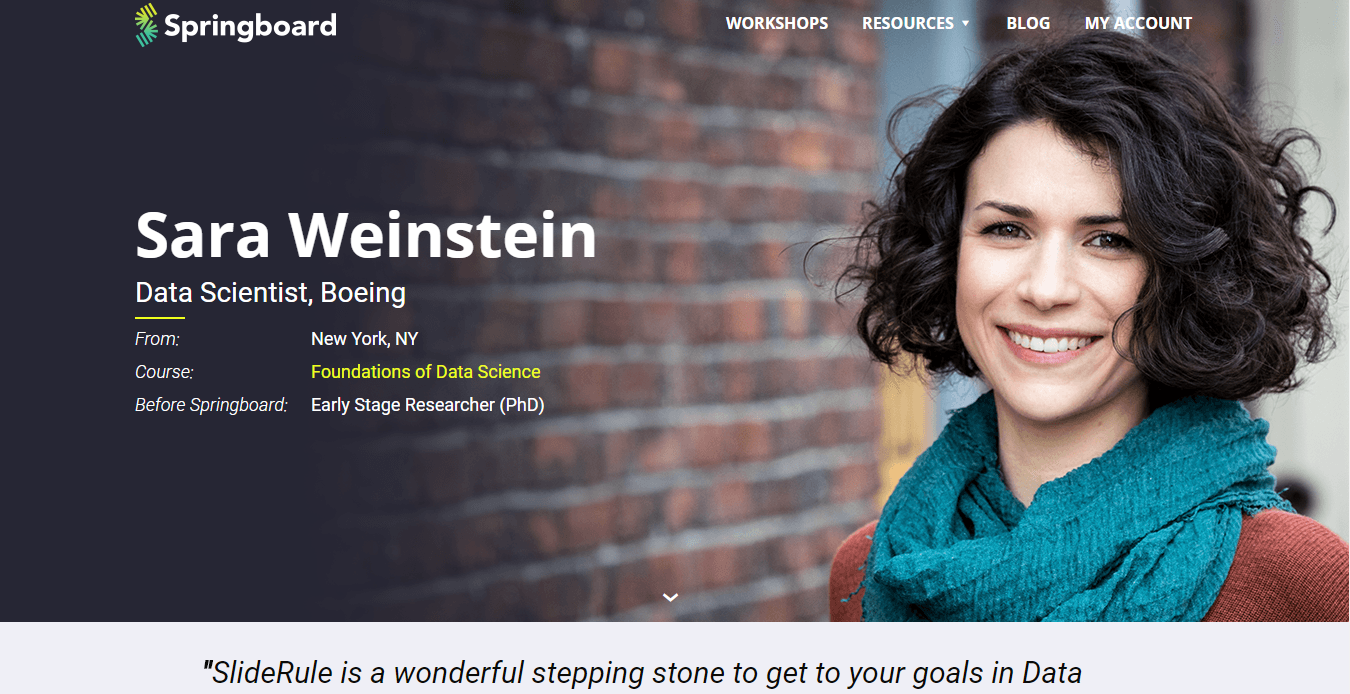 Springboard
WORKSHOPS RESOURCES BLOG MY ACCOUNT
Sara Weinstein
Data Scientist, Boeing
From: New York, NY
Course: Foundations of Data Science
Before Springboard: Early Stage Researcher (PhD)
"SlideRule is a wonderful stepping stone to get to your goals in Data